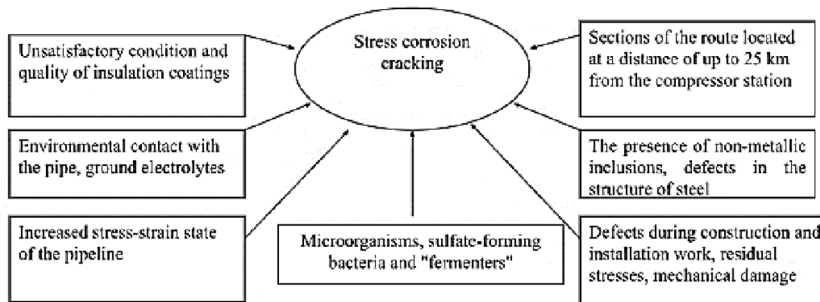 Unsatisfactory condition and
quality of insulation coatings
Stress corrosion
cracking
Sections of the route located
at a distance of up to 25 km
from the compressor station
Environmental contact with
the pipe, ground electrolytes
The presence of non-metallic
inclusions, defects in the
structure of steel
Increased stress-strain state
of the pipeline
Microorganisms, sulfate-forming
bacteria and "fermenters"
Defects during construction and
installation work, residual
stresses, mechanical damage